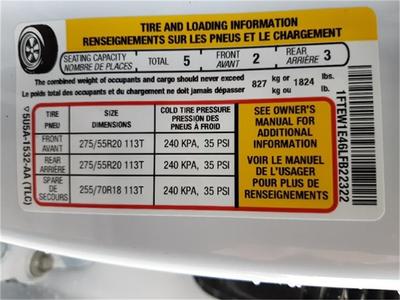 TIRE AND LOADING INFORMATION
RENSEIGNEMENTS SUR LES PNEUS ET LE CHARGEMENT
SEATING CAPACITY
NOMBRE DE PLACES
TOTAL 5
FRONT
AVANT 2
REAR
ARRIÈRE 3
The combined weight of occupants and cargo should never exceed
Le poids total des occupants et du chargement ne doit jamais dépasser
827 kg or 1824 lbs.
kg ou lb.
TIRE
PNEU
SIZE
DIMENSIONS
COLD TIRE PRESSURE
PRESSION DES
PNEUS À FROID
FRONT
AVANT
275/55R20 113T
240 KPA, 35 PSI
REAR
ARRIÈRE
275/55R20 113T
240 KPA, 35 PSI
SPARE
DE
SECOURS
255/70R18 113T
240 KPA, 35 PSI
SEE OWNER'S
MANUAL FOR
ADDITIONAL
INFORMATION
VOIR LE MANUEL
DE L'USAGER
POUR PLUS DE
RENSEIGNEMENTS
5U5A-1532-AA (TLC)
1FTEW1E46LFB22322